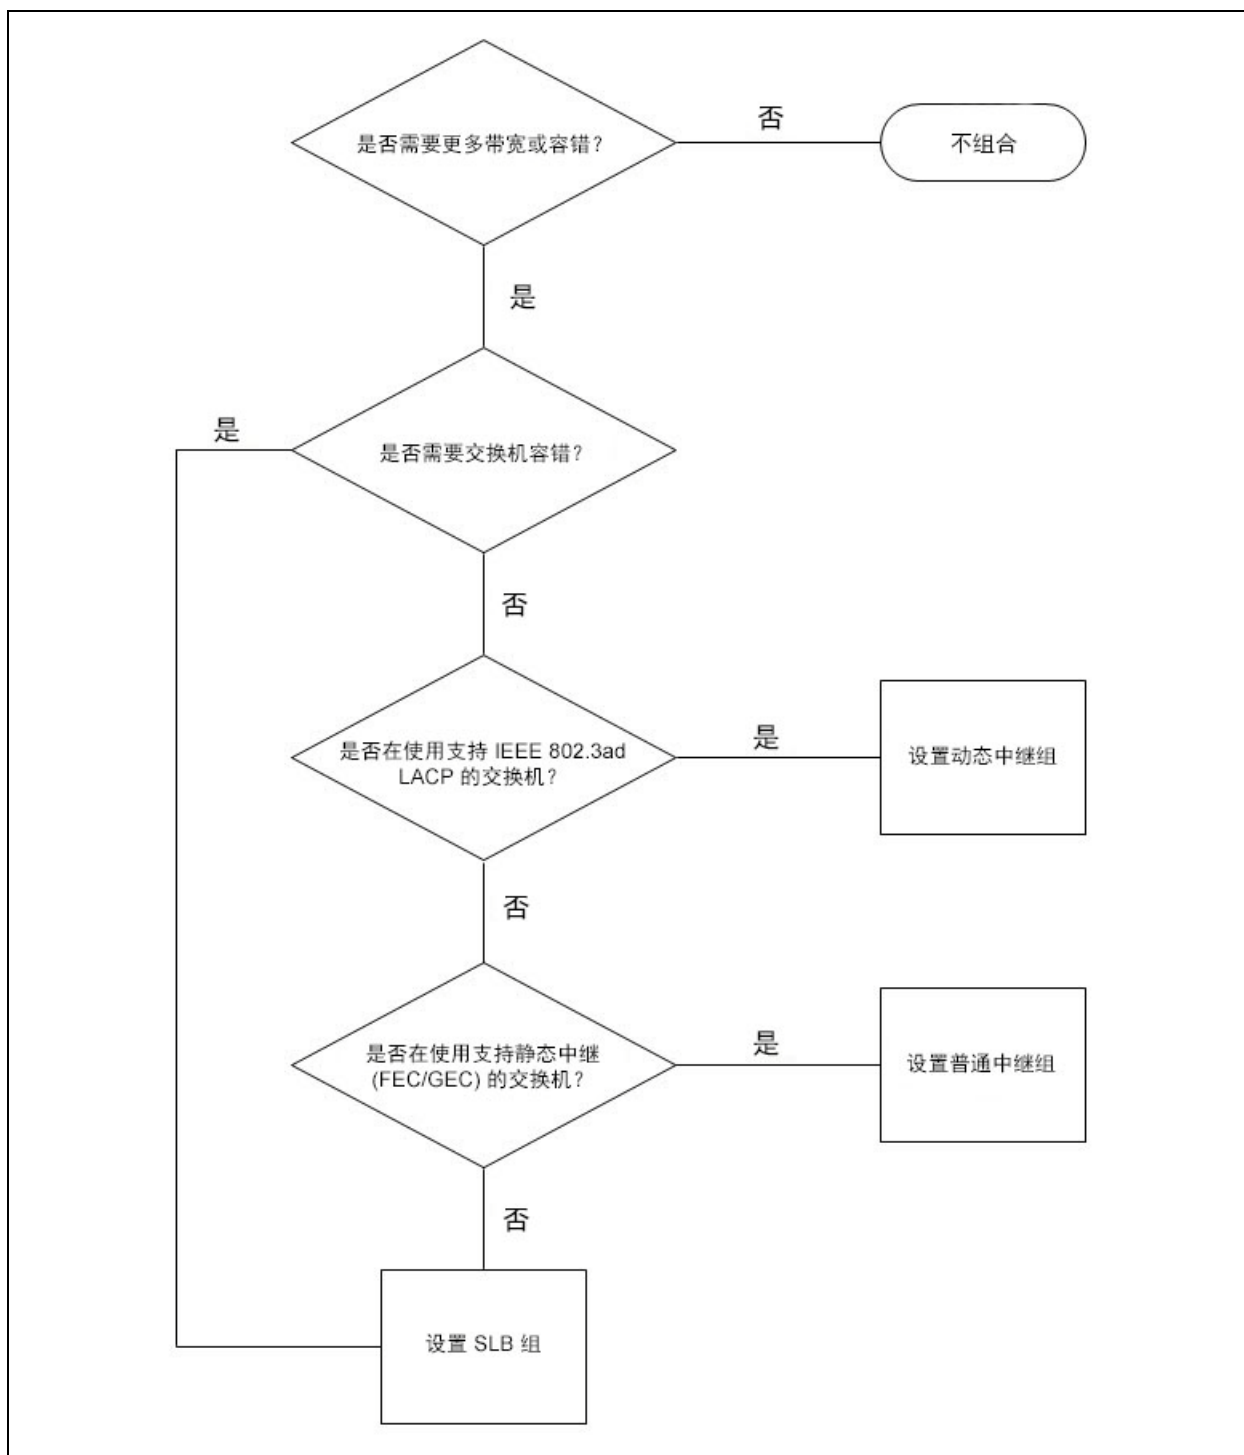 是否需要更多带宽或容错？
否
不组合
是
是
是否需要交换机容错？
否
是否在使用支持 IEEE 802.3ad
LACP 的交换机？
是
设置动态中继组
否
是否在使用支持静态中继
(FEC/GEC) 的交换机？
是
设置普通中继组
否
设置 SLB 组